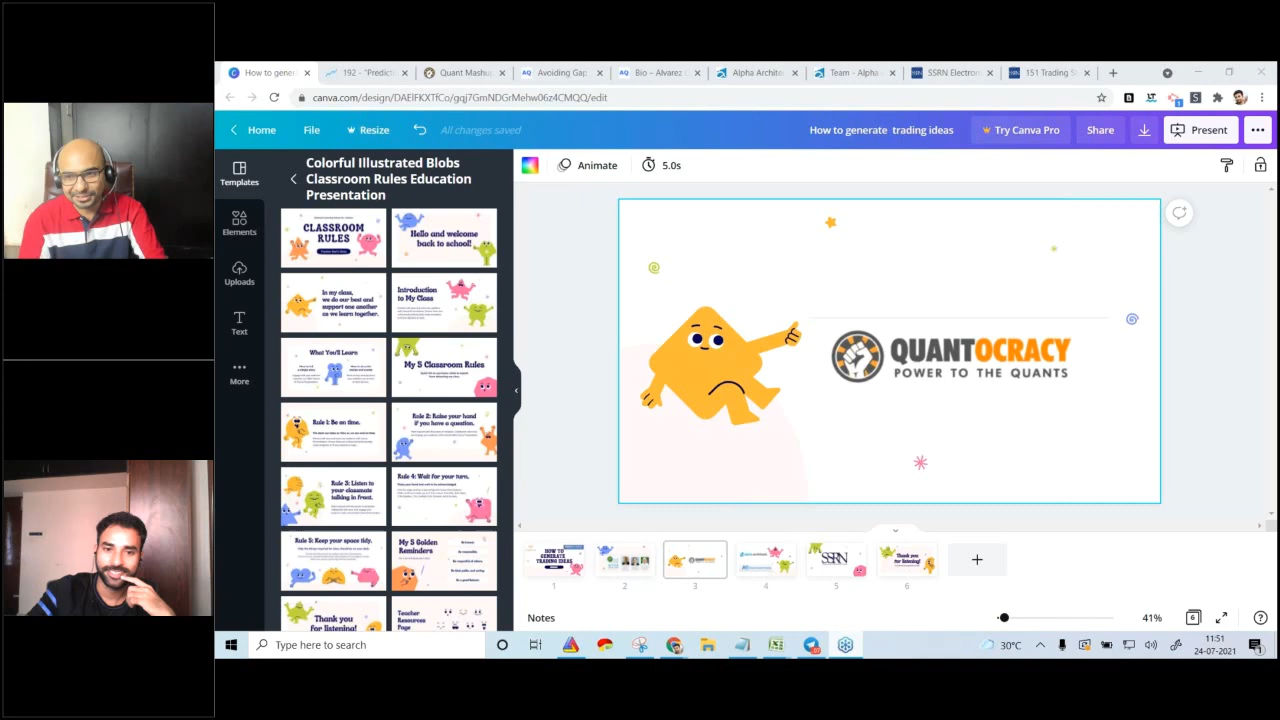 How to gener
192 - "Predicti
Quant Mashup
Avoiding Gap
Bio – Alvarez
Alpha Archite
Team - Alpha
SSRN Electron
151 Trading S
canva.com/design/DAElFKXTfCo/gqj7GmNDGrMehw06z4CMQQ/edit
Home
File
Resize
All changes saved
How to generate trading ideas
Try Canva Pro
Share
Present
Templates
Elements
Uploads
Text
More
Colorful Illustrated Blobs
Classroom Rules Education
Presentation
Animate
5.0s
CLASSROOM
RULES
Hello and welcome
back to school!
In my class,
we do our best and
support one another
as we learn together.
Introduction
to My Class
What You'll Learn
My 5 Classroom Rules
Rule 1: Be on time.
Rule 2: Raise your hand
if you have a question.
Rule 3: Listen to
your classmate
talking in front.
Rule 4: Wait for your turn.
Rule 5: Keep your space tidy.
My 5 Golden
Reminders
Thank you
for listening!
Teacher
Resources
Page
QUANTOCRACY
POWER TO THE QUANTS
HOW TO
GENERATE
TRADING IDEAS
SSRN
Thank you
for listening!
1
2
3
4
5
6
Notes
41%
6
Type here to search
30°C
11:51
24-07-2021